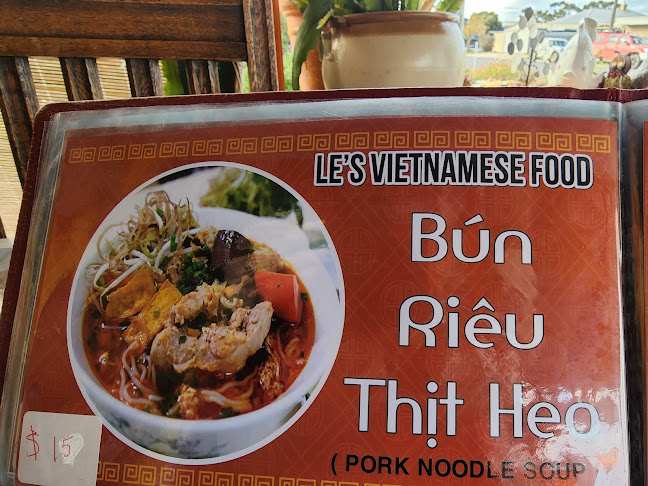 LE'S VIETNAMESE FOOD
Bún
Riêu
Thịt Heo
( PORK NOODLE SOUP
$15